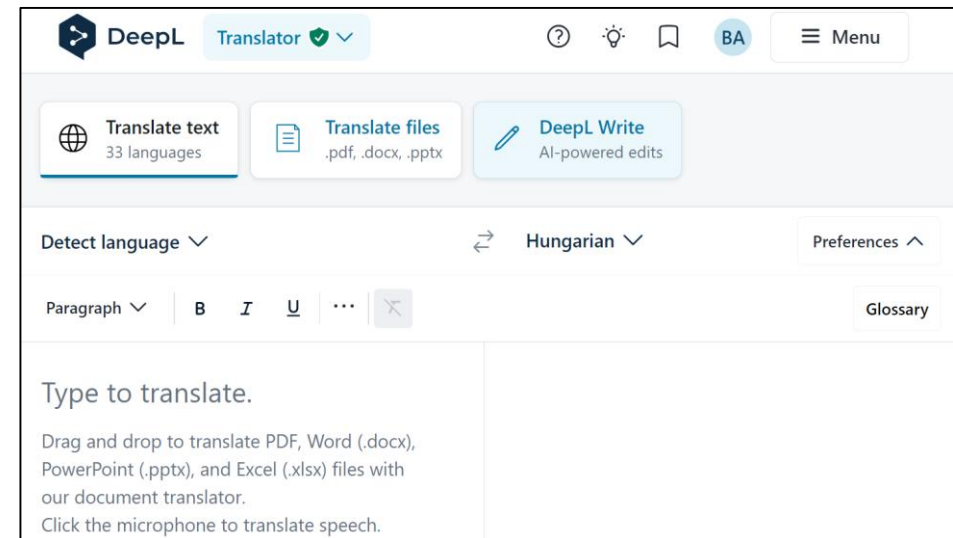 DeepL Translator BA Menu
Translate text Translate files DeepL Write
33 languages .pdf, .docx, .pptx AI-powered edits
Detect language Hungarian Preferences
Paragraph B I U ... Glossary
Type to translate.
Drag and drop to translate PDF, Word (.docx),
PowerPoint (.pptx), and Excel (.xlsx) files with
our document translator.
Click the microphone to translate speech.